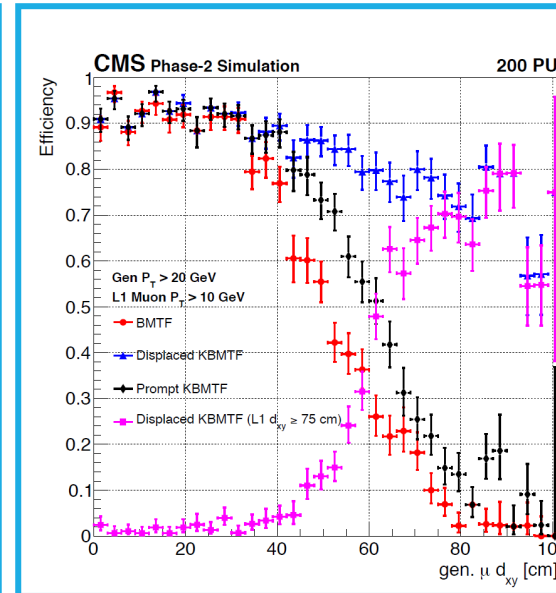 CMS Phase-2 Simulation 200 PU
Efficiency
1
0.9
0.8
0.7
0.6
0.5
0.4
0.3
0.2
0.1
0
Gen P_T > 20 GeV
L1 Muon P_T > 10 GeV
BMTF
Displaced KBMTF
Prompt KBMTF
Displaced KBMTF (L1 d_xy ≥ 75 cm)
0 20 40 60 80
gen. μ d_xy [cm]